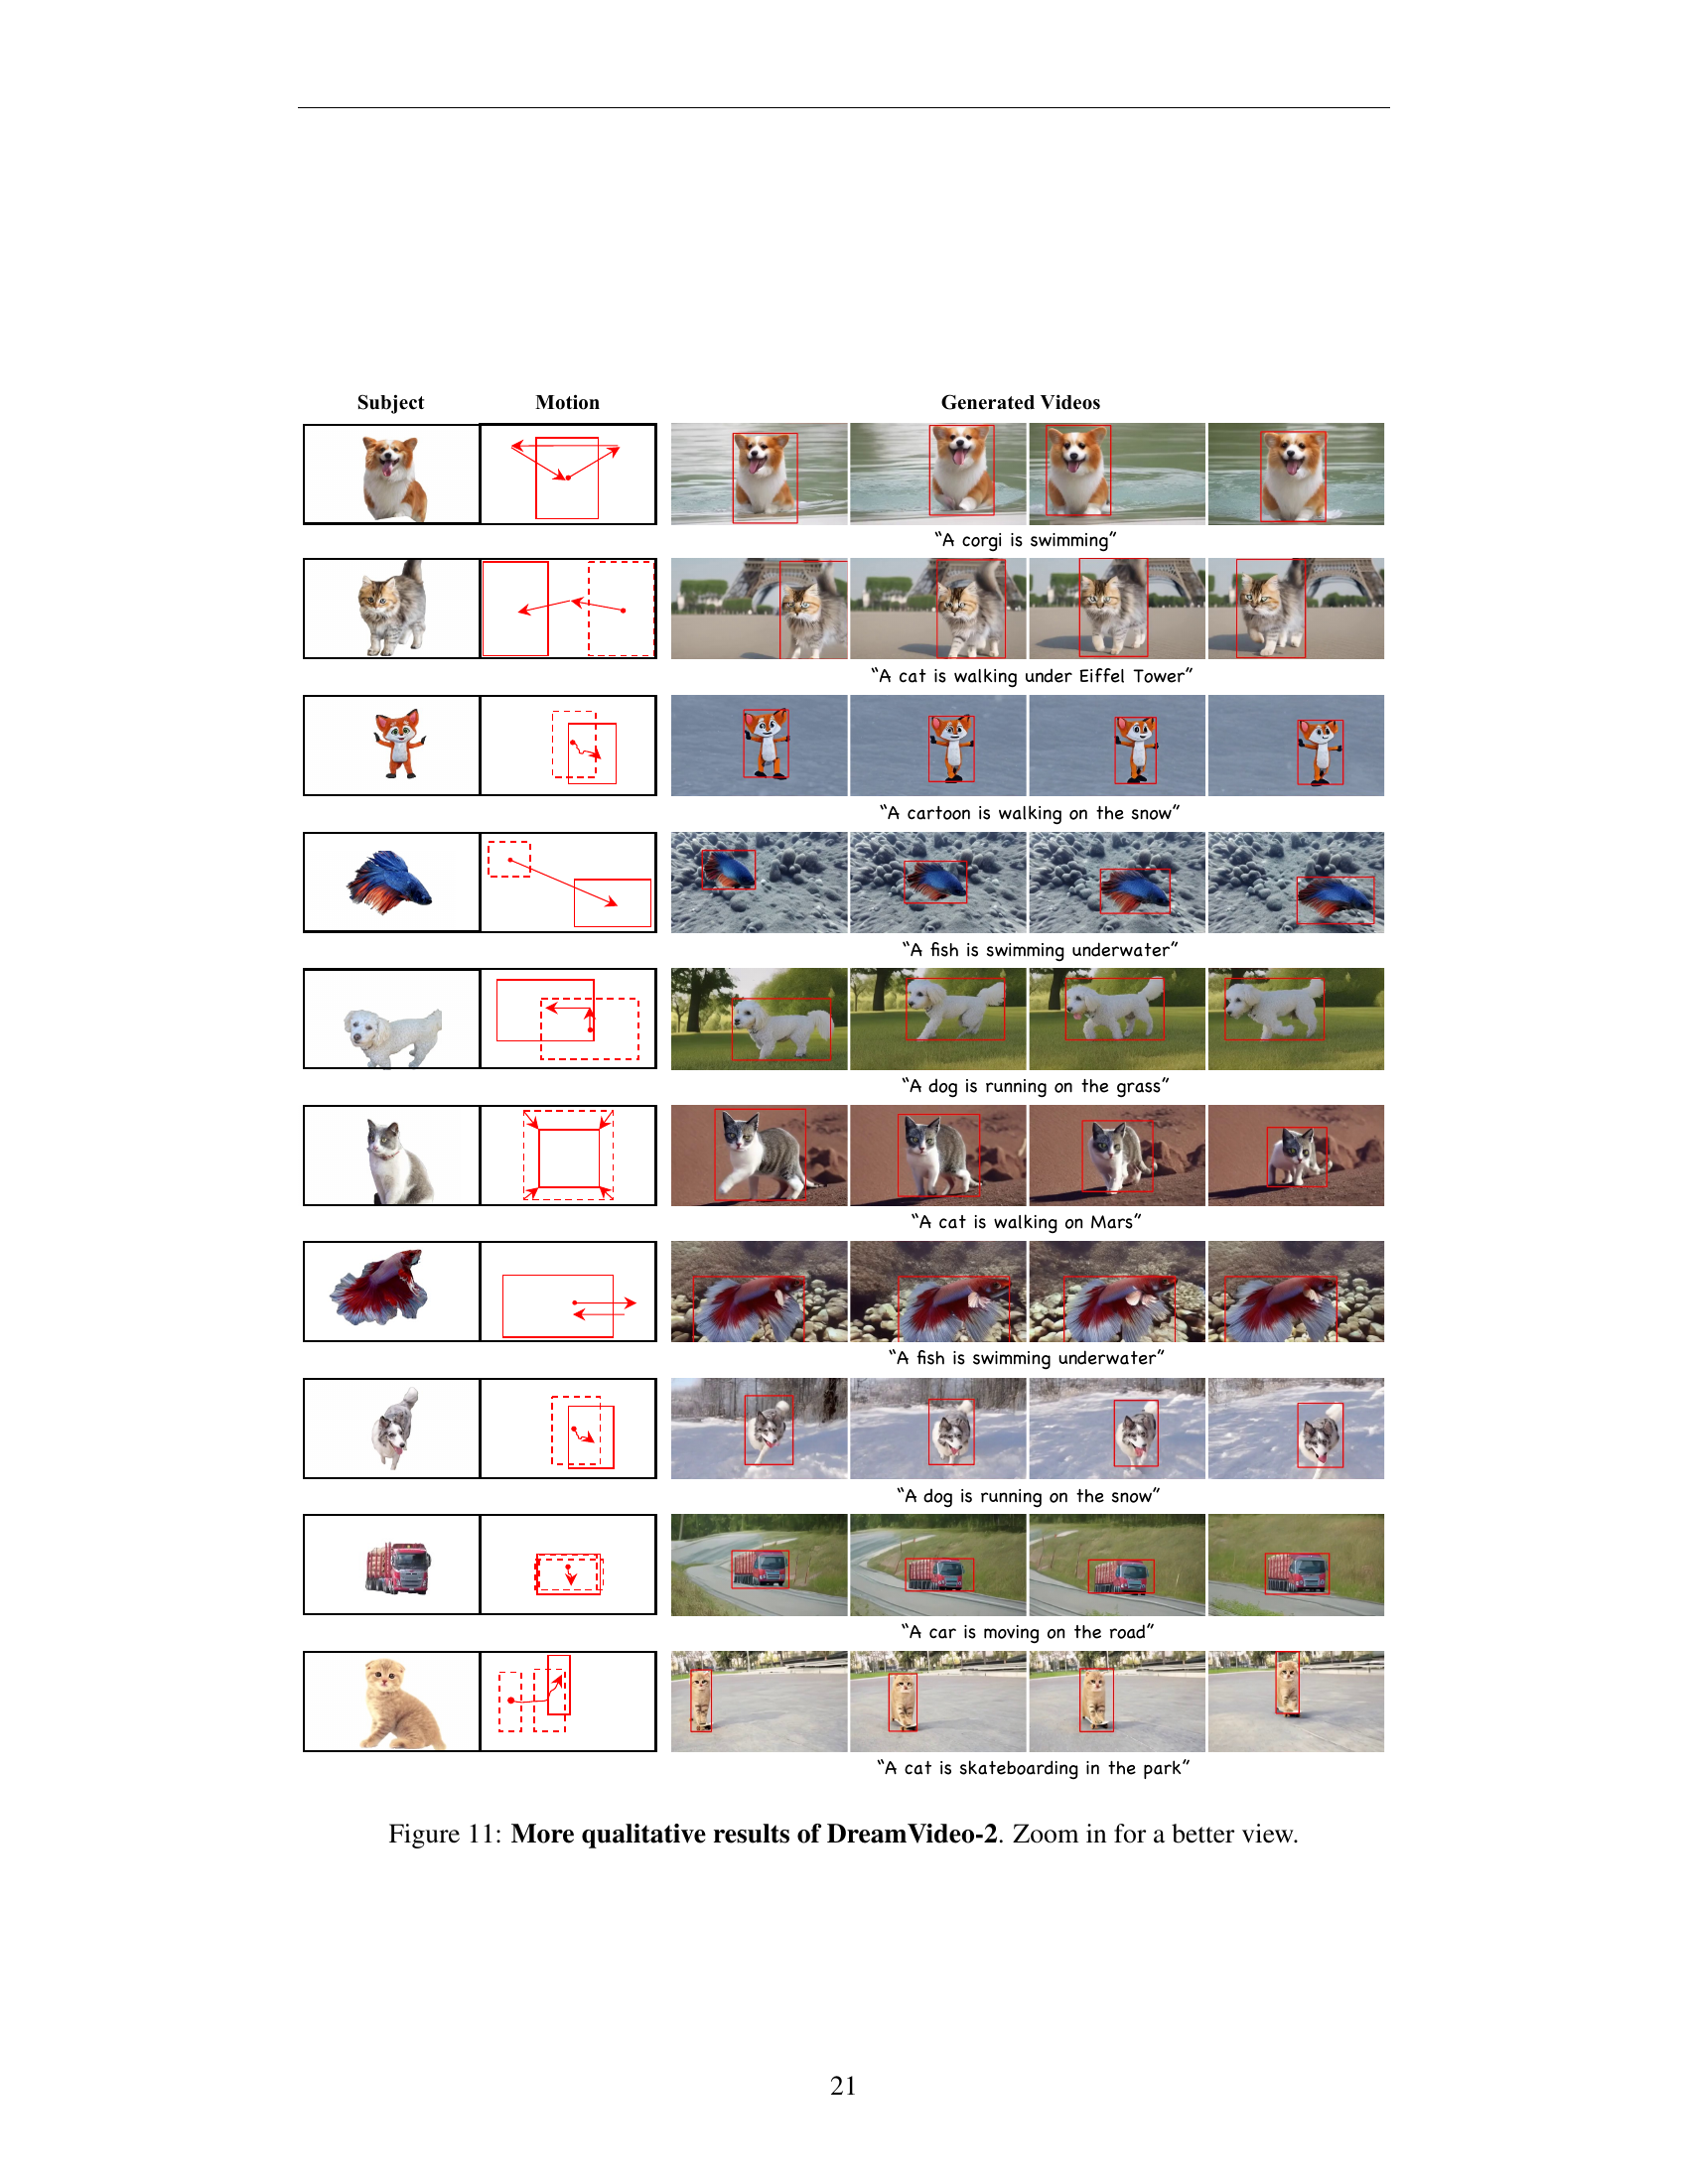 Subject Motion Generated Videos
“A corgi is swimming”
“A cat is walking under Eiffel Tower”
“A cartoon is walking on the snow”
“A fish is swimming underwater”
“A dog is running on the grass”
“A cat is walking on Mars”
“A fish is swimming underwater”
“A dog is running on the snow”
“A car is moving on the road”
“A cat is skateboarding in the park”
Figure 11: More qualitative results of DreamVideo-2. Zoom in for a better view.
21